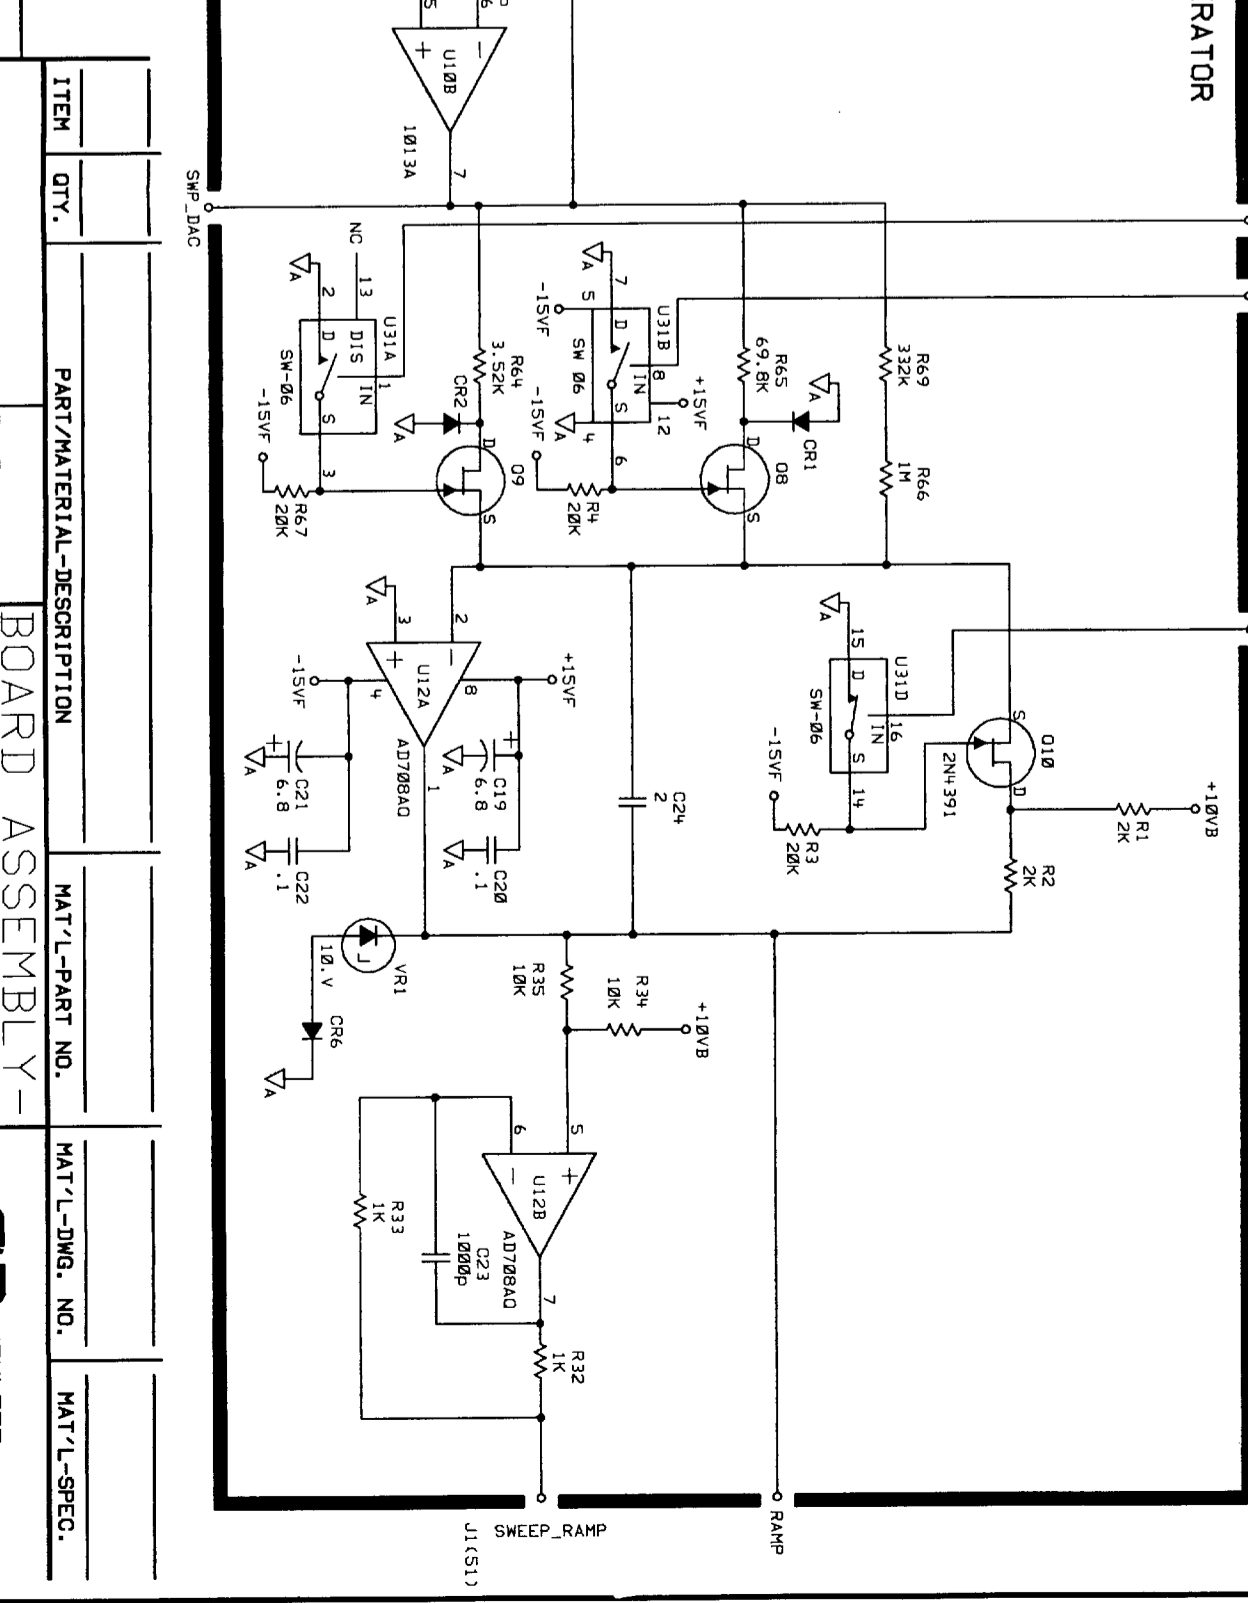 RATOR
5
6
+
-
U10B
1013A
7
SWP_DAC
NC
13
A
2
D
DIS
U31A
1
IN
SW-06
S
-15VF
3
R67
20K
R64
3.52K
CR2
A
D
Q9
S
A
7
5
-15VF
D
U31B
8
IN
SW 06
S
+15VF
12
A
4
-15VF
6
R4
20K
R65
69.8K
A
CR1
D
Q8
S
R69
332K
R66
1M
A
15
D
U31D
16
IN
SW-06
S
14
-15VF
R3
20K
S
Q10
2N4391
D
+10VB
R1
2K
R2
2K
A
3
2
+
-
U12A
AD708AQ
-15VF
4
8
+15VF
1
+
C21
6.8
A
C22
.1
A
+
C19
6.8
A
C20
.1
A
C24
2
VR1
10.V
CR6
A
R35
10K
R34
10K
+10VB
5
6
+
-
U12B
AD708AQ
7
R33
1K
C23
1000p
R32
1K
SWEEP_RAMP
J1(51)
RAMP
ITEM
QTY.
PART/MATERIAL-DESCRIPTION
MAT'L-PART NO.
MAT'L-DWG. NO.
MAT'L-SPEC.
BOARD ASSEMBLY-